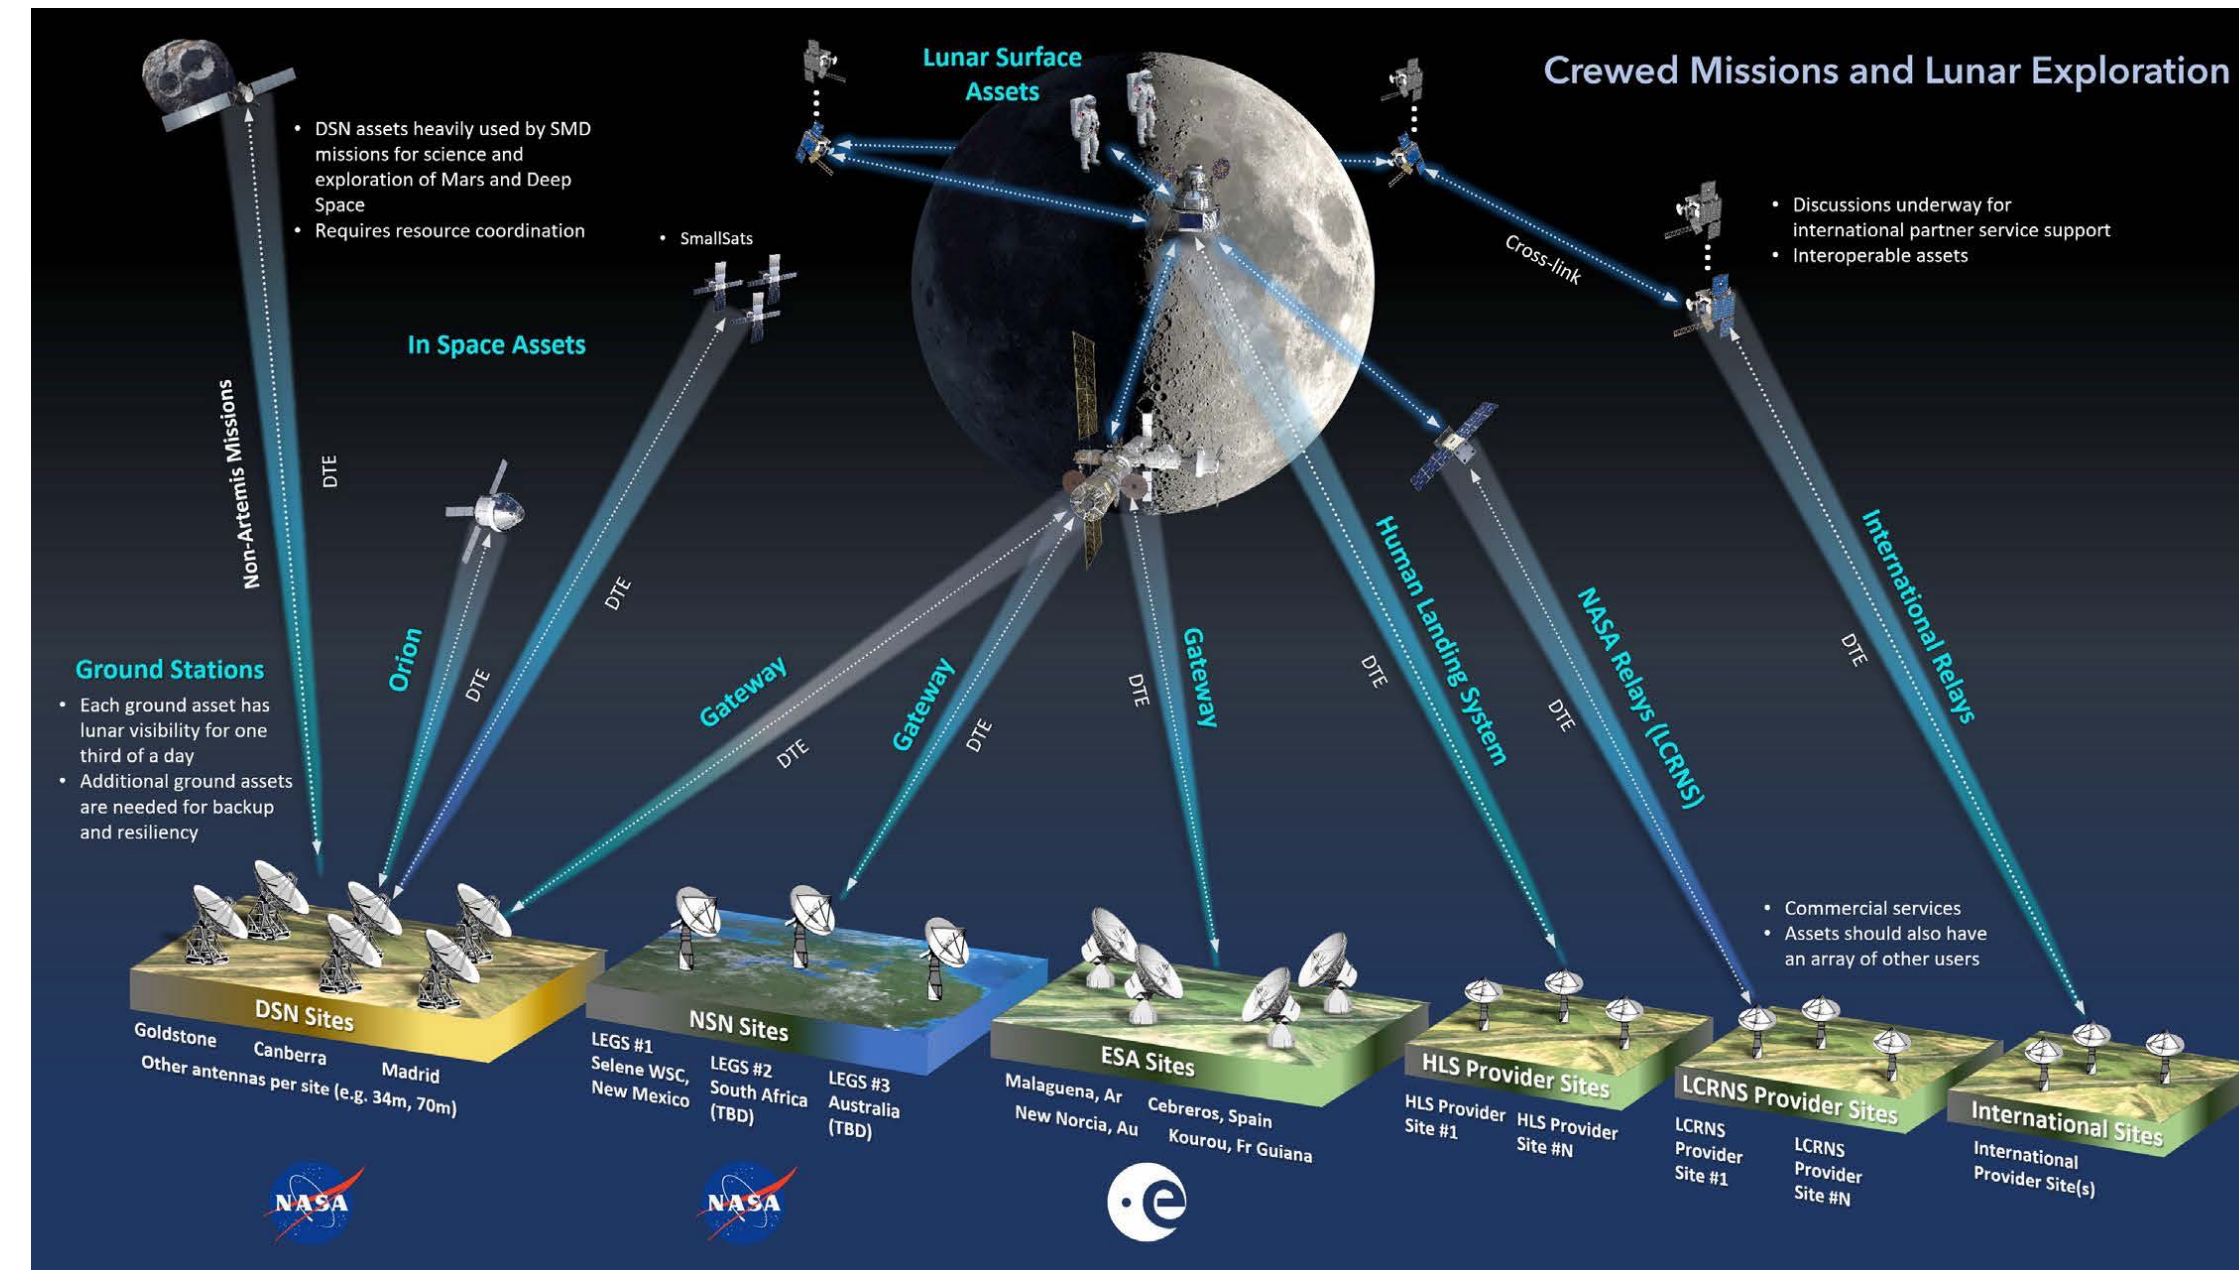 Crewed Missions and Lunar Exploration
Lunar Surface
Assets
• DSN assets heavily used by SMD
missions for science and
exploration of Mars and Deep
Space
• Requires resource coordination
• SmallSats
• Discussions underway for
international partner service support
• Interoperable assets
Cross-link
In Space Assets
Non-Artemis Missions
DTE
Orion
DTE
DTE
Gateway
DTE
Gateway
DTE
Gateway
DTE
Human Landing System
DTE
NASA Relays (LCRNS)
DTE
International Relays
DTE
Ground Stations
• Each ground asset has
lunar visibility for one
third of a day
• Additional ground assets
are needed for backup
and resiliency
• Commercial services
• Assets should also have
an array of other users
DSN Sites
Goldstone
Canberra
Madrid
Other antennas per site (e.g. 34m, 70m)
NSN Sites
LEGS #1
Selene WSC,
New Mexico
LEGS #2
South Africa
(TBD)
LEGS #3
Australia
(TBD)
ESA Sites
Malaguena, Ar
Cebreros, Spain
New Norcia, Au
Kourou, Fr Guiana
HLS Provider Sites
HLS Provider
Site #1
HLS Provider
Site #N
LCRNS Provider Sites
LCRNS
Provider
Site #1
LCRNS
Provider
Site #N
International Sites
International
Provider Site(s)
NASA
NASA
e